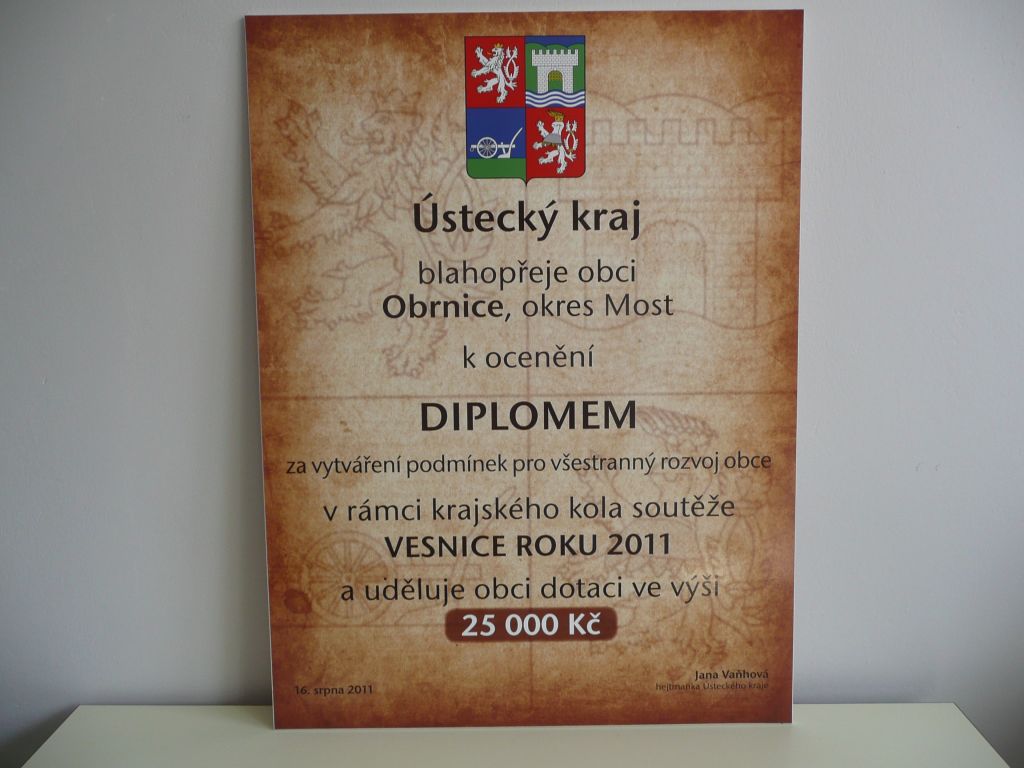 Ústecký kraj
blahopřeje obci
Obrnice, okres Most
k ocenění
DIPLOMEM
za vytváření podmínek pro všestranný rozvoj obce
v rámci krajského kola soutěže
VESNICE ROKU 2011
a uděluje obci dotaci ve výši
25 000 Kč
16. srpna 2011
Jana Vaňhová
hejtmanka Ústeckého kraje